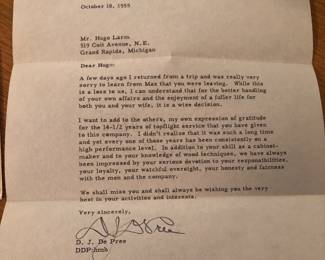 October 18, 1955
Mr. Hugo Larm
519 Coit Avenue, N.E.
Grand Rapids, Michigan
Dear Hugo:
A few days ago I returned from a trip and was really very
sorry to learn from Max that you were leaving. While this
is a loss to us, I can understand that for the better handling
of your own affairs and the enjoyment of a fuller life for
both you and your wife, it is a wise decision.
I want to add to the others, my own expression of gratitude
for the 14-1/2 years of topflight service that you have given
to this company. I didn't realize that it was such a long time
and yet every one of these years has been consistently on a
high performance level. In addition to your skill as a cabinet-
maker and to your knowledge of wood techniques, we have always
been impressed by your serious devotion to your responsibilities,
your loyalty, your watchful oversight, your honesty and fairness
with the men and the company.
We shall miss you and shall always be wishing you the very
best in your activities and interests.
Very sincerely,
D. J. De Pree
D. J. De Pree
DDP:hmb